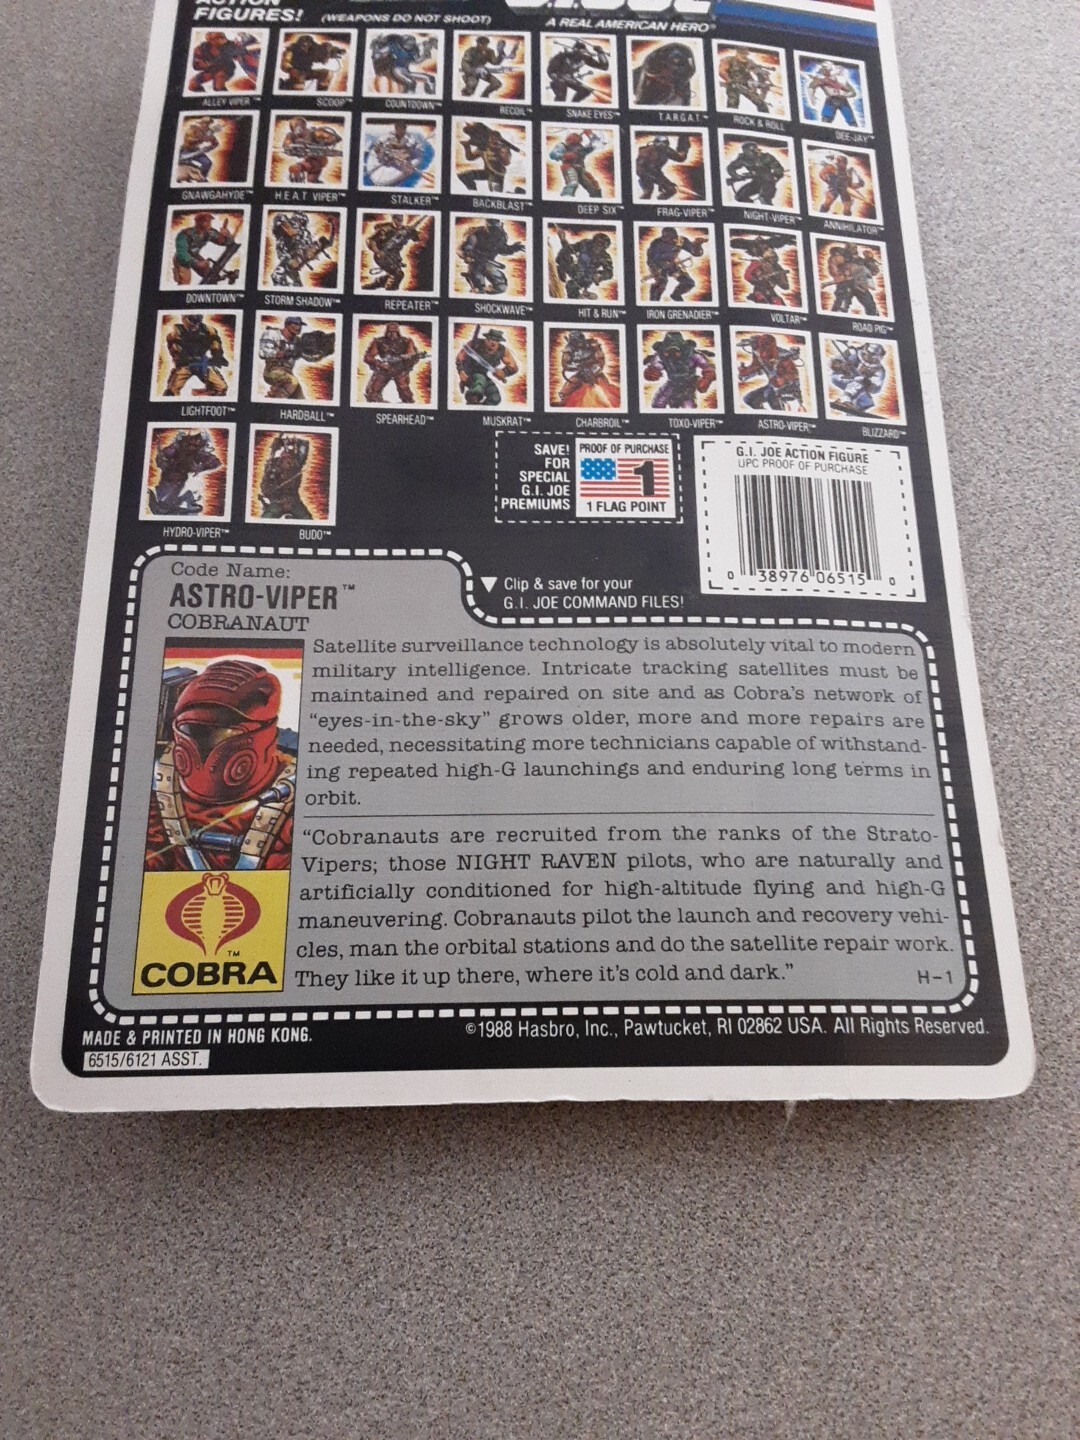 ACTION
FIGURES! (WEAPONS DO NOT SHOOT)
G.I. JOE
A REAL AMERICAN HERO®
ALLEY VIPER™ SCOOP™ COUNTDOWN™ RECOIL™ SNAKE EYES™ T.A.R.G.A.T.™ ROCK & ROLL DEE-JAY™
GNAWGAHYDE™ H.E.A.T. VIPER™ STALKER™ BACKBLAST™ DEEP SIX™ FRAG-VIPER™ NIGHT-VIPER™ ANNIHILATOR™
DOWNTOWN™ STORM SHADOW™ REPEATER™ SHOCKWAVE™ HIT & RUN™ IRON GRENADIER™ VOLTAR™ ROAD PIG™
LIGHTFOOT™ HARDBALL™ SPEARHEAD™ MUSKRAT™ CHARBROIL™ TOXO-VIPER™ ASTRO-VIPER™ BLIZZARD™
HYDRO-VIPER™ BUDO™
SAVE!
FOR
SPECIAL
G.I. JOE
PREMIUMS
PROOF OF PURCHASE
1
1 FLAG POINT
G.I. JOE ACTION FIGURE
UPC PROOF OF PURCHASE
0 38976 06515 0
▼ Clip & save for your
G.I. JOE COMMAND FILES!
Code Name:
ASTRO-VIPER™
COBRANAUT
Satellite surveillance technology is absolutely vital to modern
military intelligence. Intricate tracking satellites must be
maintained and repaired on site and as Cobra's network of
"eyes-in-the-sky" grows older, more and more repairs are
needed, necessitating more technicians capable of withstand-
ing repeated high-G launchings and enduring long terms in
orbit.
"Cobranauts are recruited from the ranks of the Strato-
Vipers; those NIGHT RAVEN pilots, who are naturally and
artificially conditioned for high-altitude flying and high-G
maneuvering. Cobranauts pilot the launch and recovery vehi-
cles, man the orbital stations and do the satellite repair work.
They like it up there, where it's cold and dark."
H-1
™
COBRA
MADE & PRINTED IN HONG KONG.
©1988 Hasbro, Inc., Pawtucket, RI 02862 USA. All Rights Reserved.
6515/6121 ASST.